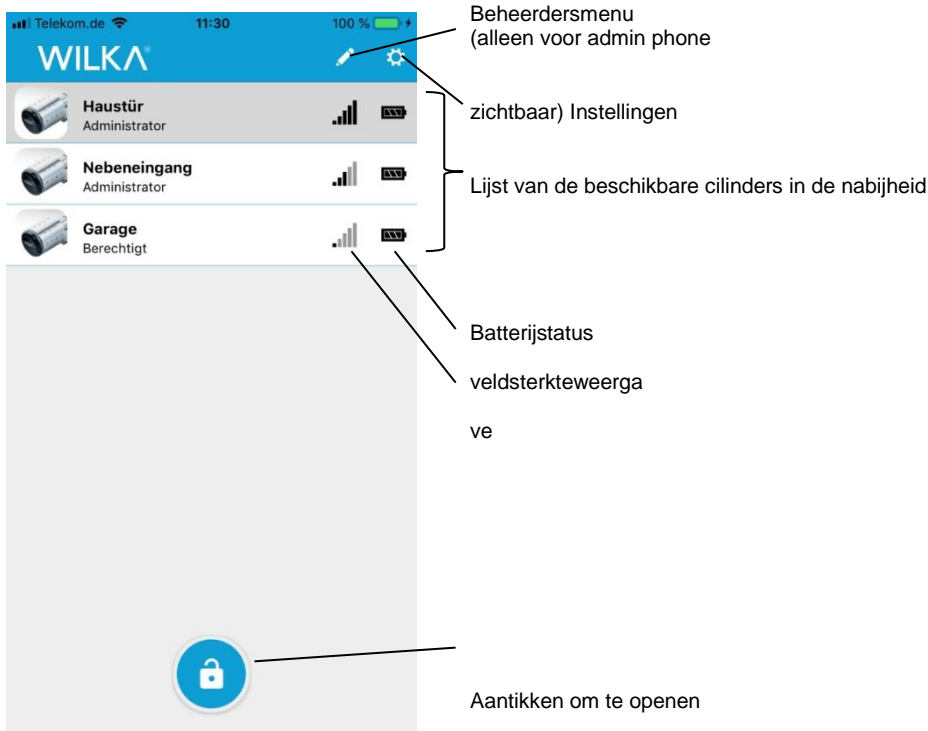 Telekom.de 11:30 100 %
WILKA®
Haustür
Administrator
Nebeneingang
Administrator
Garage
Berechtigt
Beheerdersmenu
(alleen voor admin phone
zichtbaar) Instellingen
Lijst van de beschikbare cilinders in de nabijheid
Batterijstatus
veldsterkteweerga
ve
Aantikken om te openen